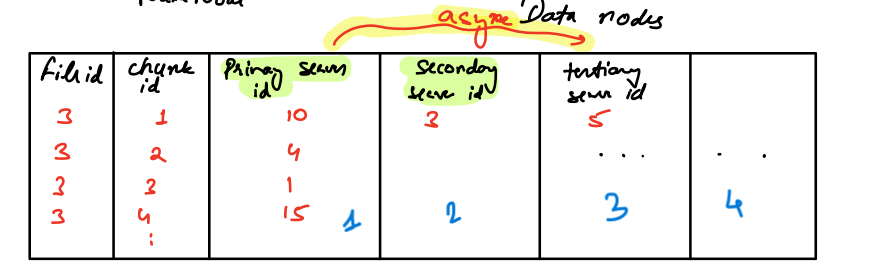 async Data nodes
File id chunk id Primary server id Secondary server id tertiary server id
3 1 10 3 5
3 2 4 ... . .
3 3 1
3 4 15 1 2 3 4
: